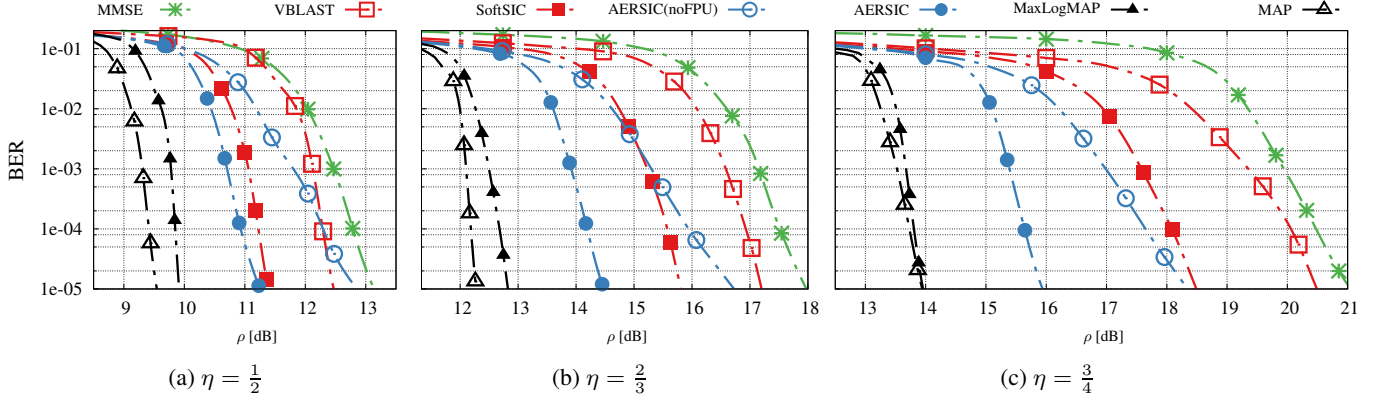 MMSE VBLAST SoftSIC AERSIC(noFPU) AERSIC MaxLogMAP MAP
BER
1e-01
1e-02
1e-03
1e-04
1e-05
9 10 11 12 13
ρ [dB]
(a) η = 1/2
12 13 14 15 16 17 18
ρ [dB]
(b) η = 2/3
13 14 15 16 17 18 19 20 21
ρ [dB]
(c) η = 3/4